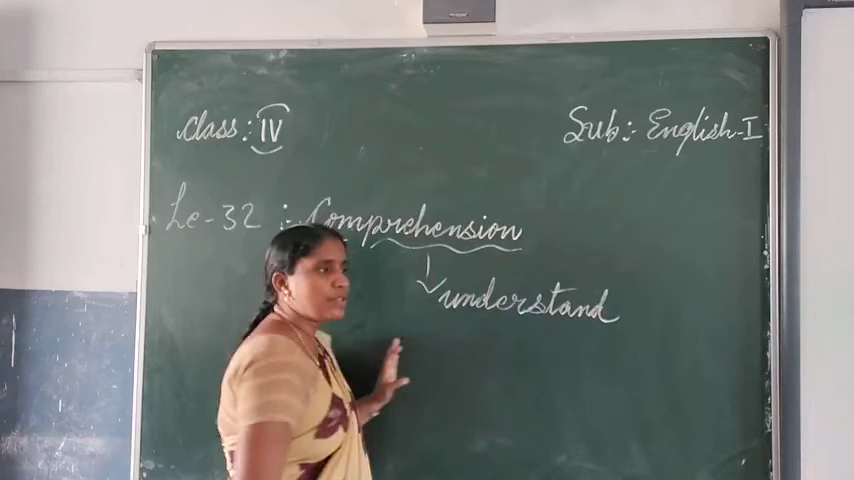 Class : IV
Sub :- English-I
Le-32 :- Comprehension
understand